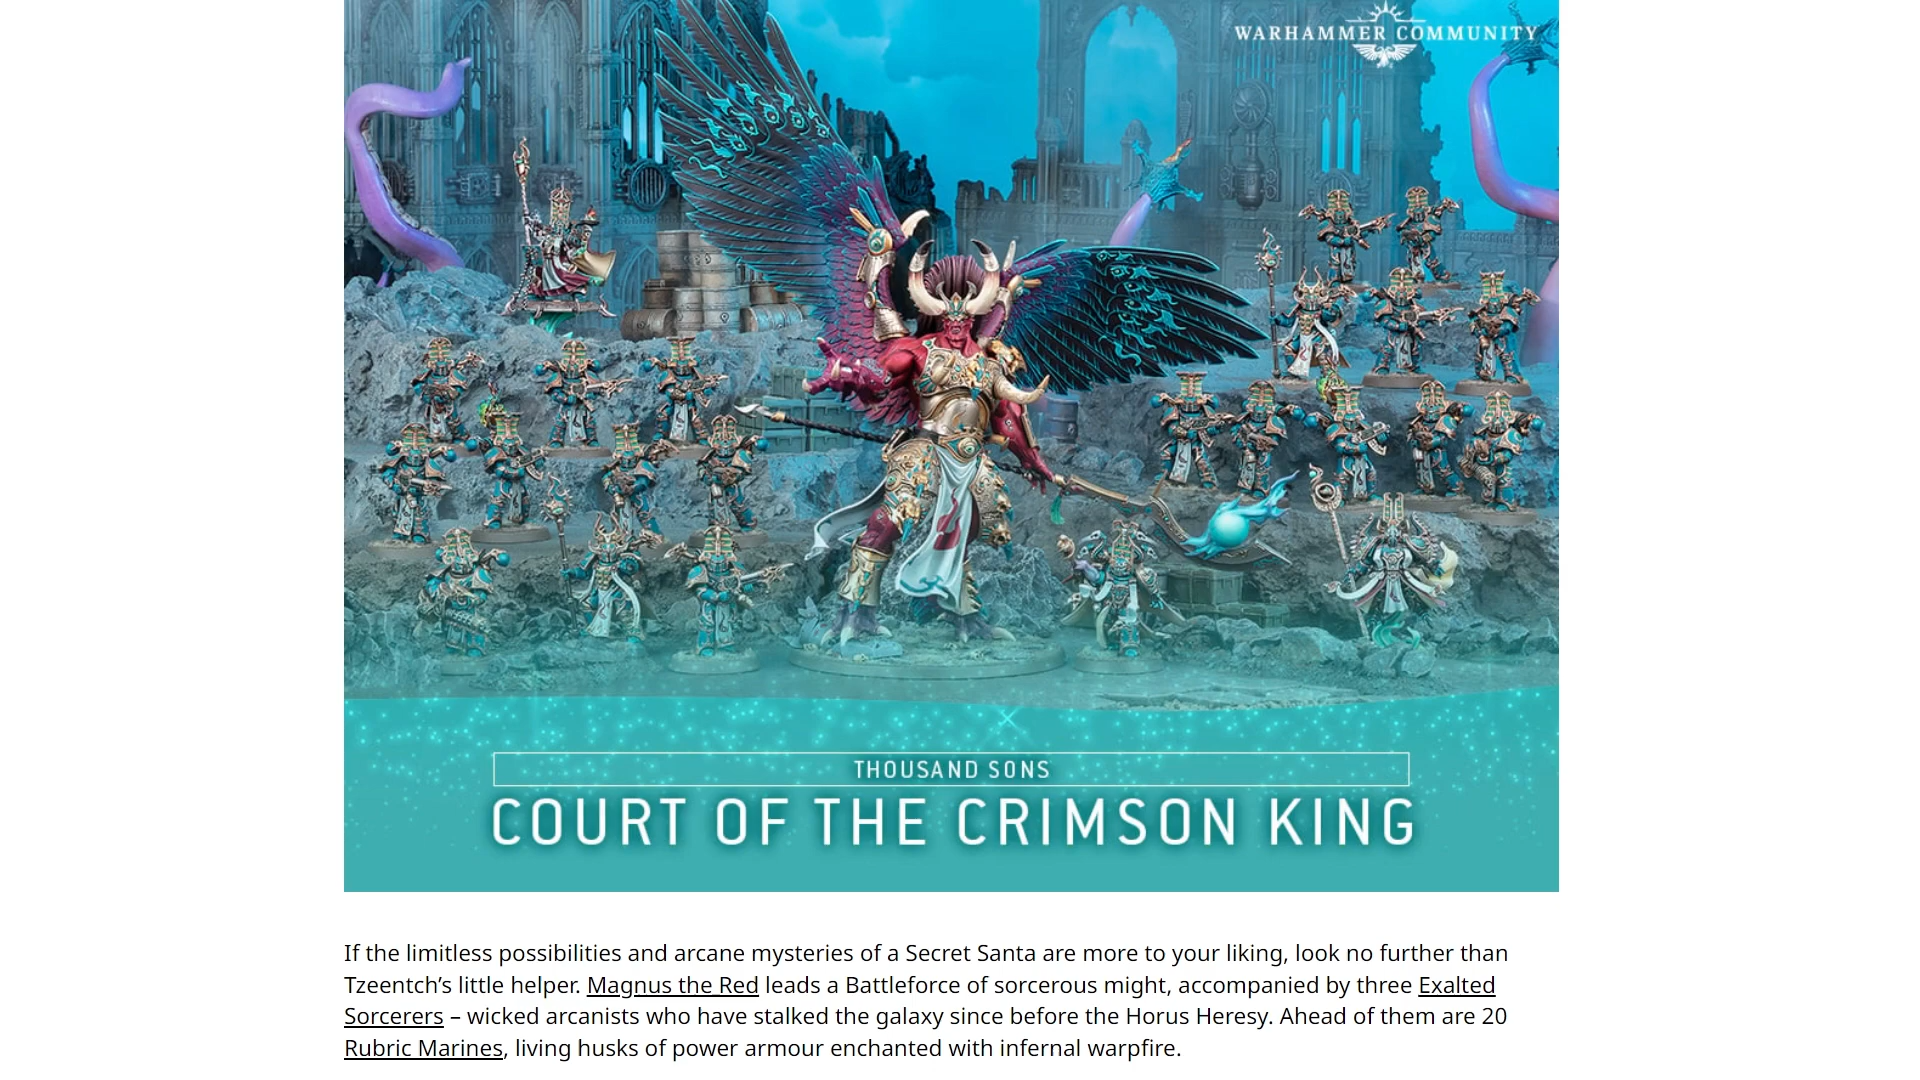 WARHAMMER COMMUNITY
THOUSAND SONS
COURT OF THE CRIMSON KING
If the limitless possibilities and arcane mysteries of a Secret Santa are more to your liking, look no further than
Tzeentch’s little helper. Magnus the Red leads a Battleforce of sorcerous might, accompanied by three Exalted
Sorcerers – wicked arcanists who have stalked the galaxy since before the Horus Heresy. Ahead of them are 20
Rubric Marines, living husks of power armour enchanted with infernal warpfire.